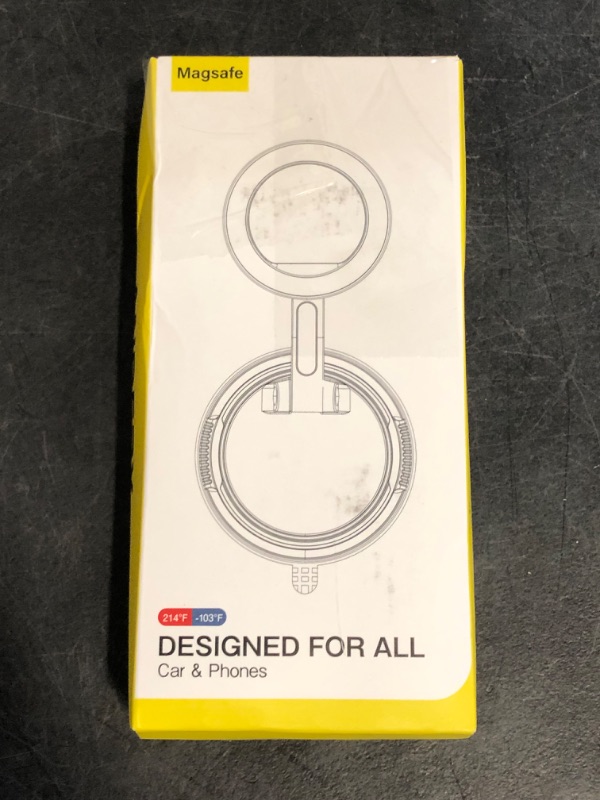 Magsafe
214°F -103°F
DESIGNED FOR ALL
Car & Phones